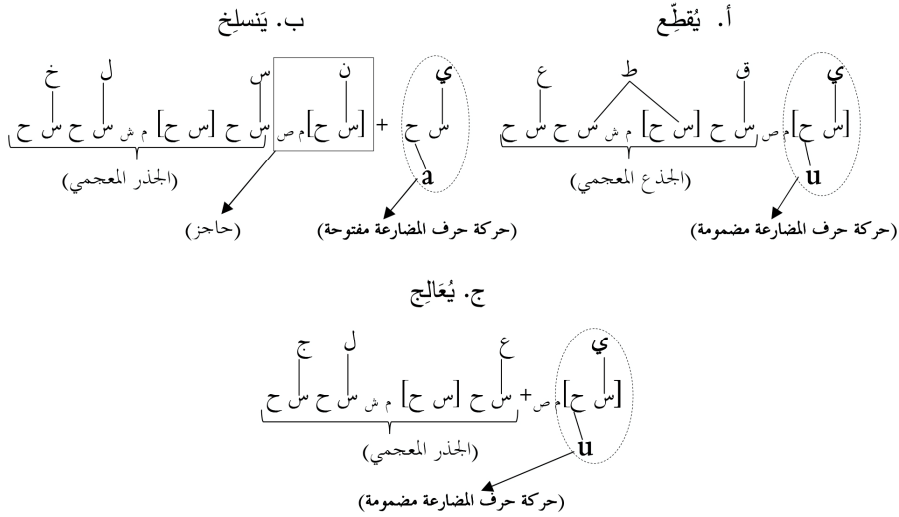 أ. يُقطِّع
ي ق ط ع
[س ح] م ص س ح [س ح] م ش س ح س ح
u
(الجذع المعجمي)
(حركة حرف المضارعة مضمومة)
ب. يَنسلِخ
ي ن س ل خ
س ح + [س ح] م ص س ح [س ح] م ش س ح س ح
a
(الجذر المعجمي)
(حركة حرف المضارعة مفتوحة)
(حاجز)
ج. يُعَالِج
ي ع ل ج
[س ح] م ص + س ح [س ح] م ش س ح س ح
u
(الجذر المعجمي)
(حركة حرف المضارعة مضمومة)